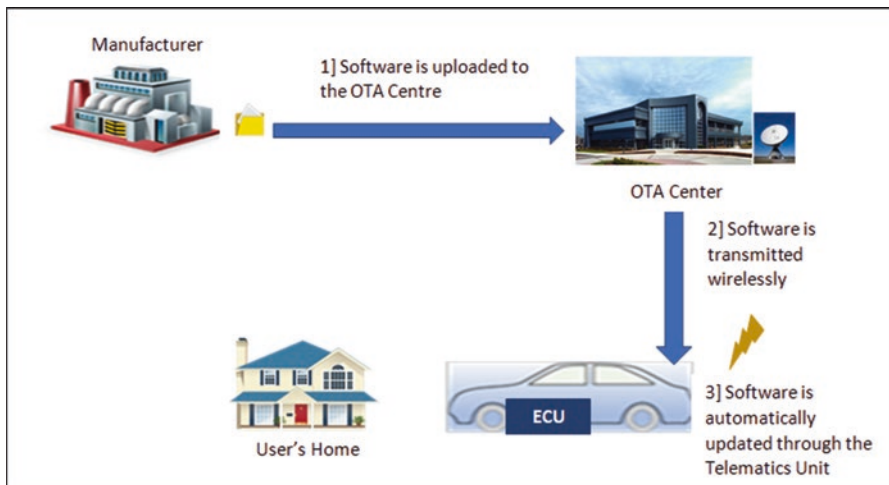 Manufacturer
1] Software is uploaded to
the OTA Centre
OTA Center
2] Software is
transmitted
wirelessly
ECU
User's Home
3] Software is
automatically
updated through the
Telematics Unit